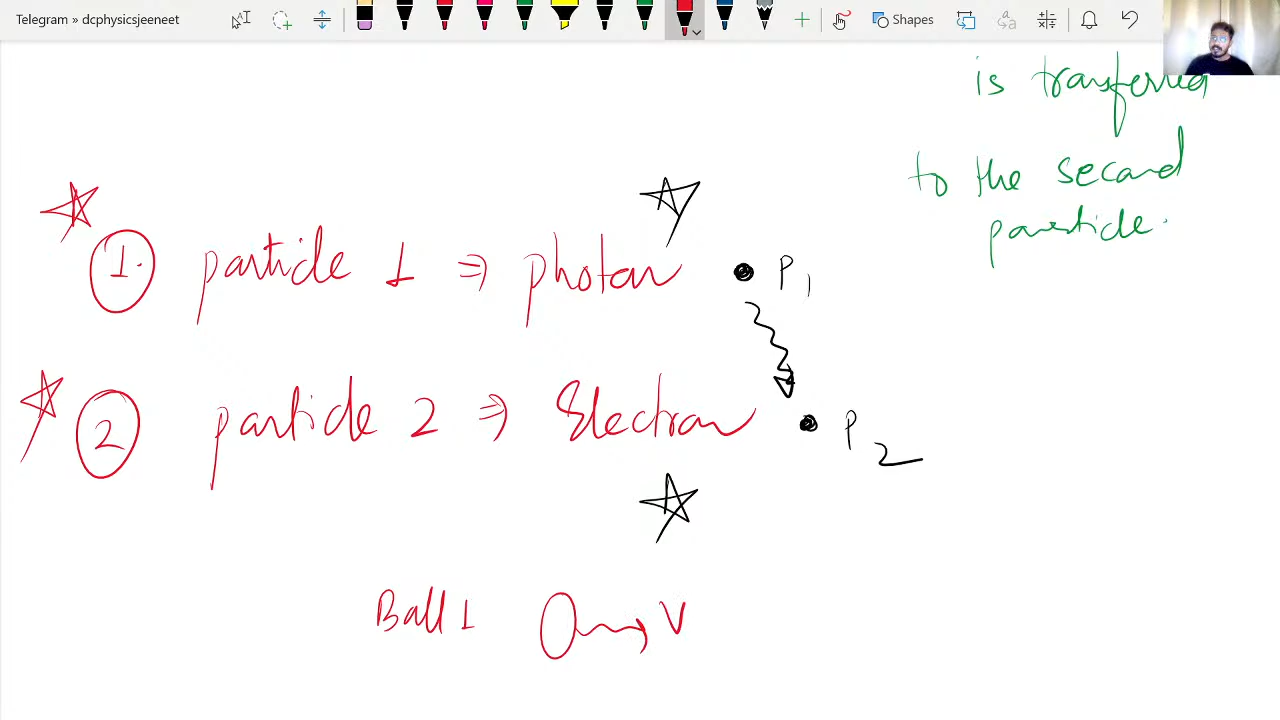 Telegram » dcphysicsjeeneet
Shapes
is transferred
to the second
particle.
1. particle 1 ⇒ photon P1
2 particle 2 ⇒ Electron P2
Ball 1 V